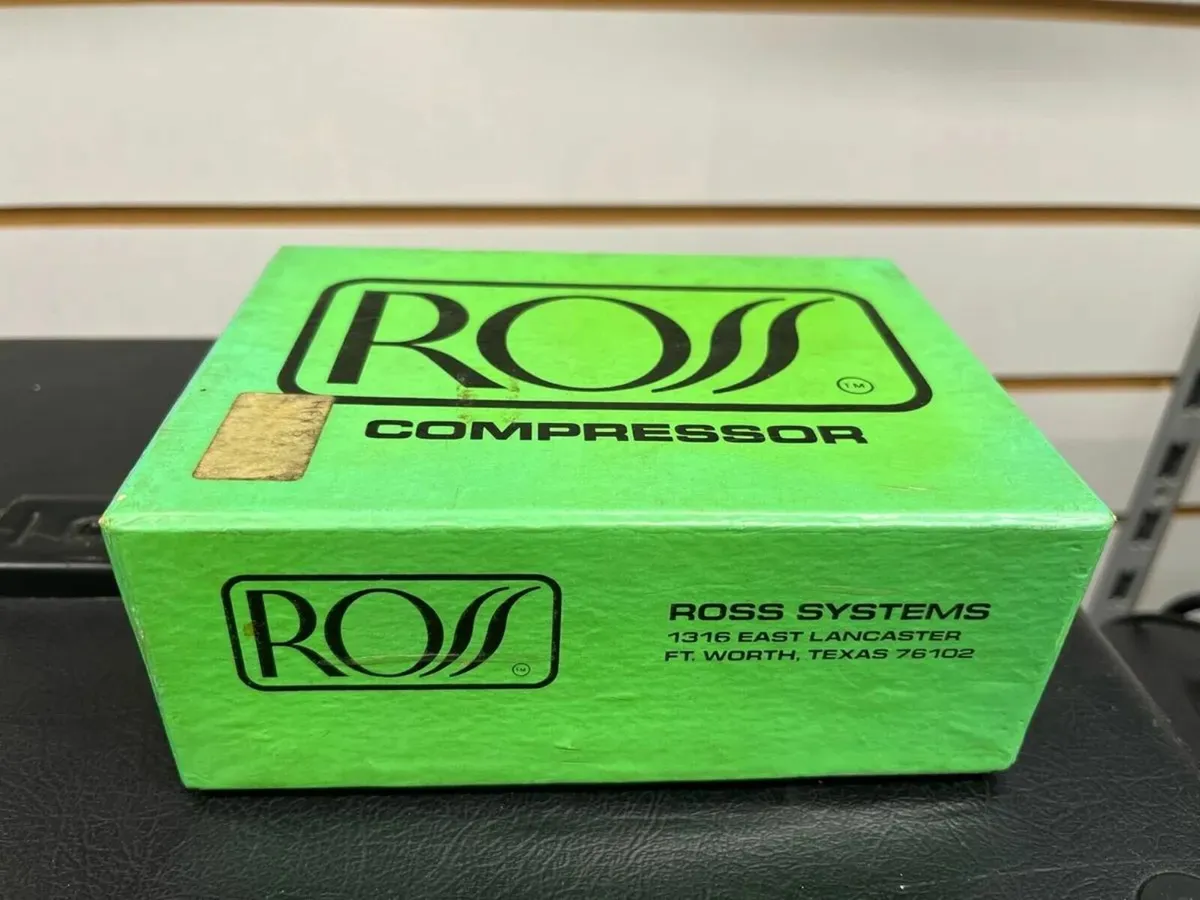 ROSS
TM
COMPRESSOR
ROSS
TM
ROSS SYSTEMS
1316 EAST LANCASTER
FT. WORTH, TEXAS 76102